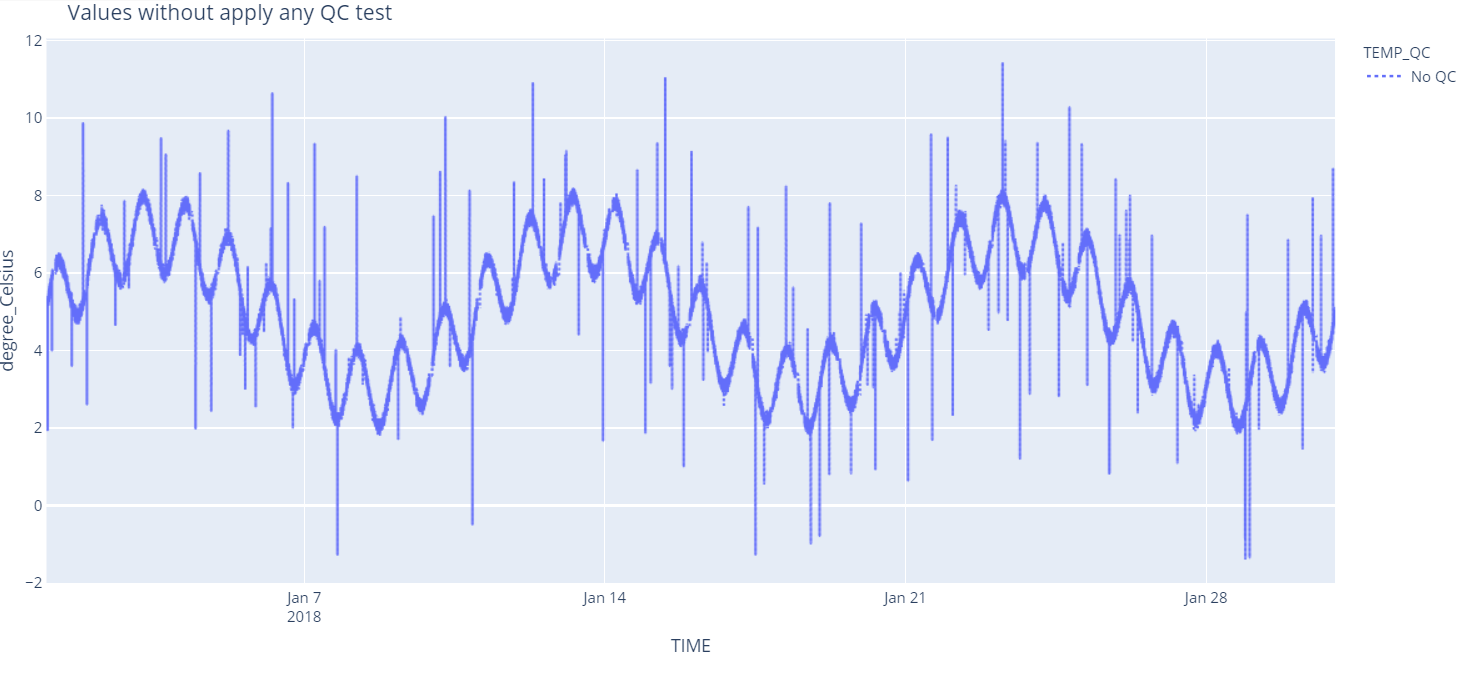 Values without apply any QC test
TEMP_QC
No QC
12
10
8
6
4
2
0
−2
degree_Celsius
Jan 7
2018
Jan 14
Jan 21
Jan 28
TIME